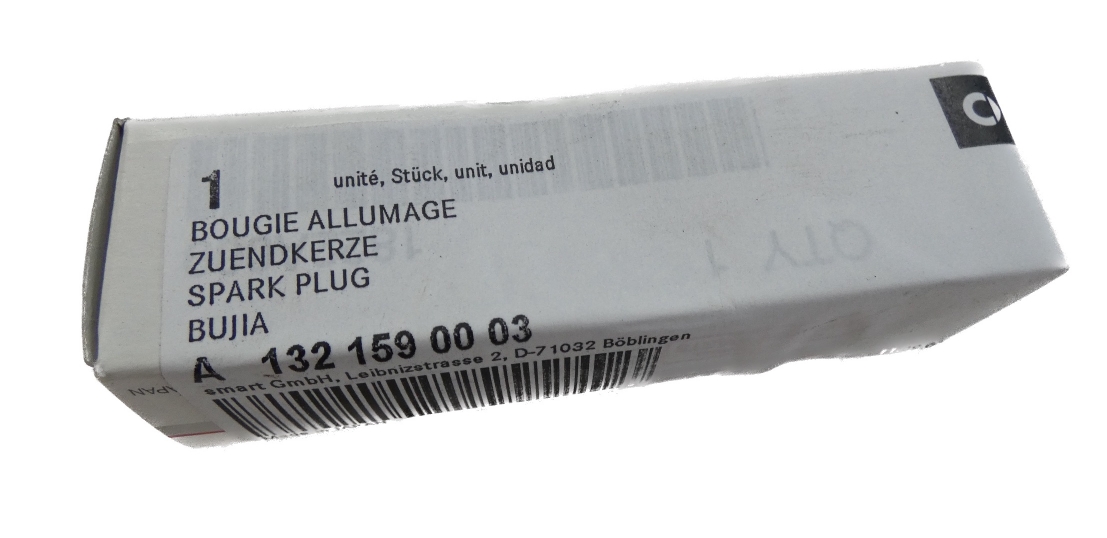 1 unité, Stück, unit, unidad
BOUGIE ALLUMAGE
ZUENDKERZE
SPARK PLUG
BUJIA
A 132 159 00 03
smart GmbH, Leibnizstrasse 2, D-71032 Böblingen
QTY 1